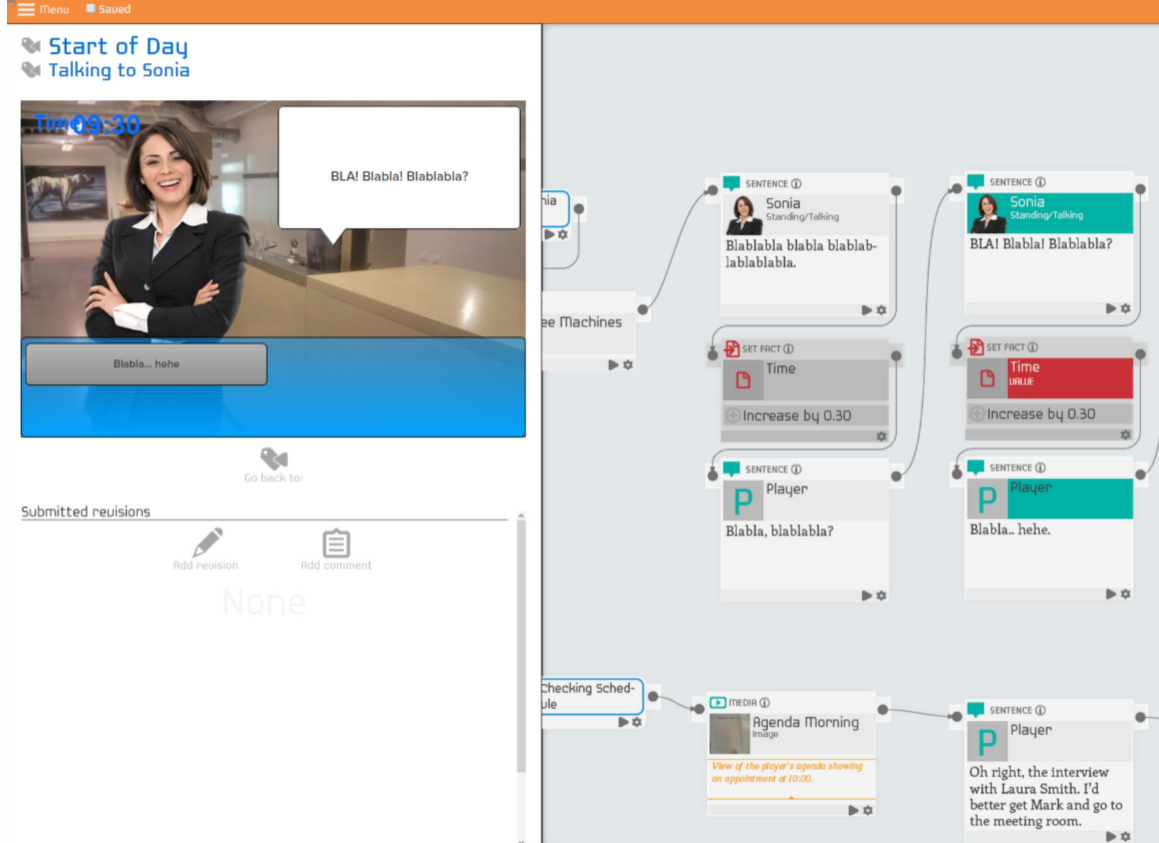 Menu
Saved
Start of Day
Talking to Sonia
Time
09:30
BLA! Blabla! Blablabla?
Blabla... hehe
Go back to:
Submitted revisions
Add revision
Add comment
None
nia
ee Machines
SENTENCE
Sonia
Standing/Talking
Blablabla blabla blablab-
lablablabla.
SET FACT
Time
Increase by 0.30
SENTENCE
Player
Blabla, blablabla?
SENTENCE
Sonia
Standing/Talking
BLA! Blabla! Blablabla?
SET FACT
Time
VALUE
Increase by 0.30
SENTENCE
P
Player
Blabla.. hehe.
Checking Sched-
ule
MEDIA
Agenda Morning
Image
View of the player's agenda showing
an appointment at 10:00.
SENTENCE
P
Player
Oh right, the interview
with Laura Smith. I'd
better get Mark and go to
the meeting room.